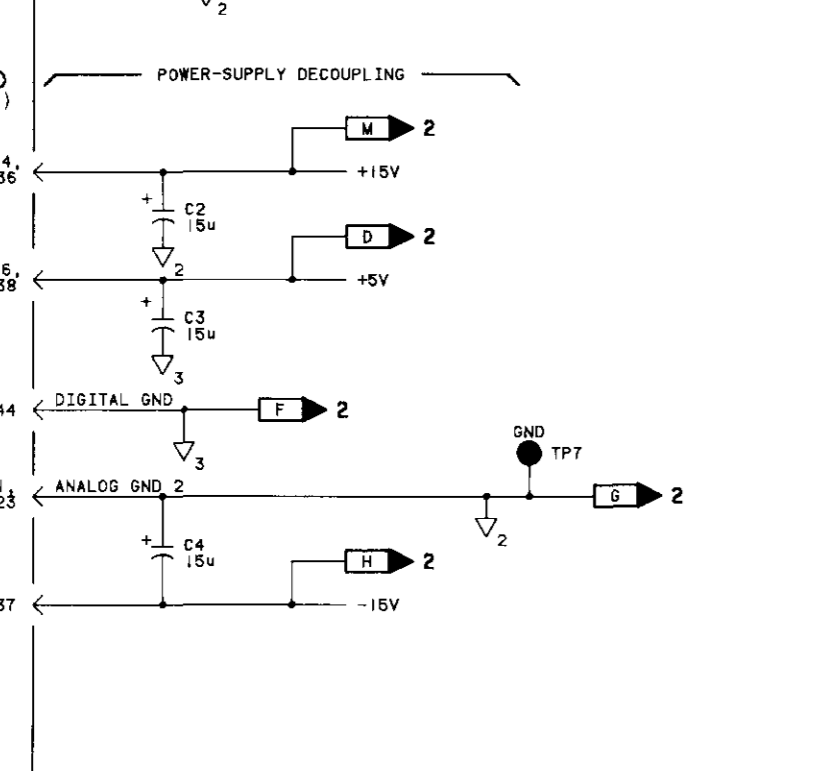 2
POWER-SUPPLY DECOUPLING
)
M 2
4,
36
+15V
+
C2
15u
D 2
2
6,
38
+5V
+
C3
15u
3
44
DIGITAL GND
F 2
3
GND
TP7
23
ANALOG GND 2
G 2
2
+
C4
15u
H 2
37
-15V